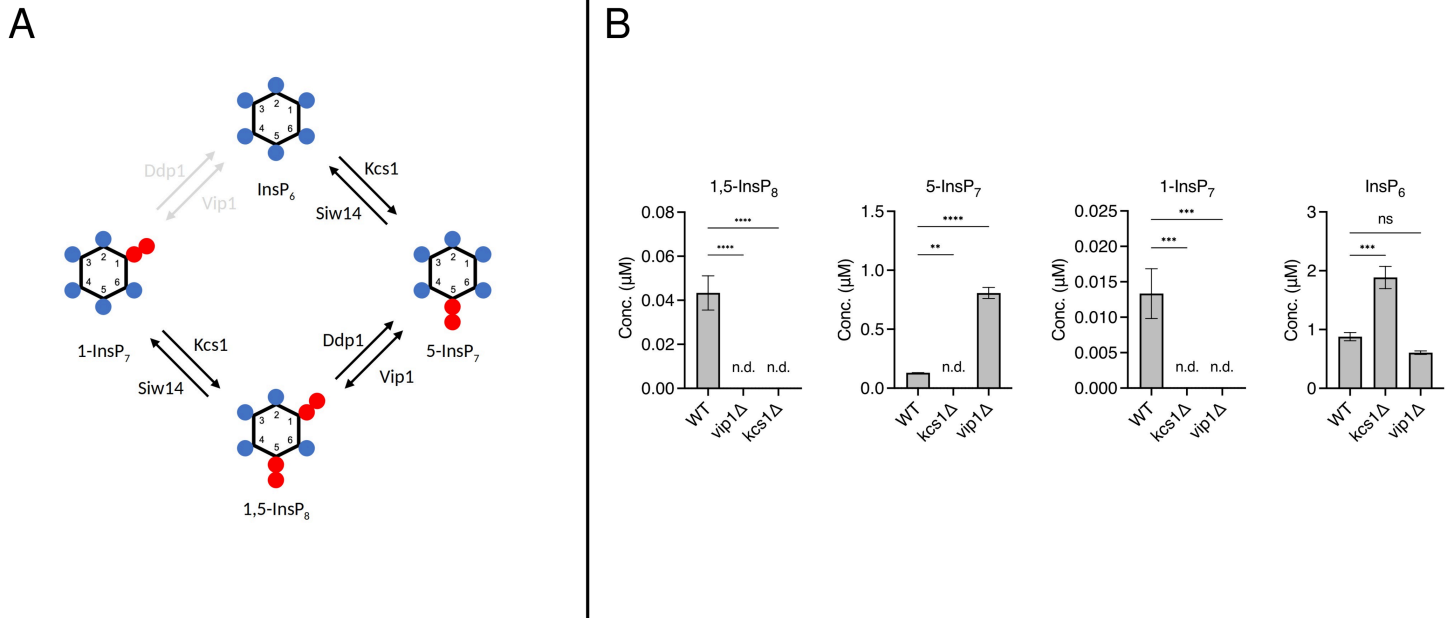 A
3 2 1
4 5 6
InsP6
Ddp1
Vip1
Kcs1
Siw14
3 2 1
4 5 6
1-InsP7
3 2 1
4 5 6
5-InsP7
Kcs1
Siw14
Ddp1
Vip1
3 2 1
4 5 6
1,5-InsP8
B
1,5-InsP8
Conc. (µM)
0.08
0.06
0.04
0.02
0.00
****
****
n.d. n.d.
WT
vip1Δ
kcs1Δ
5-InsP7
Conc. (µM)
1.5
1.0
0.5
0.0
****
**
n.d.
WT
kcs1Δ
vip1Δ
1-InsP7
Conc. (µM)
0.025
0.020
0.015
0.010
0.005
0.000
***
***
n.d. n.d.
WT
kcs1Δ
vip1Δ
InsP6
Conc. (µM)
3
2
1
0
ns
***
WT
kcs1Δ
vip1Δ